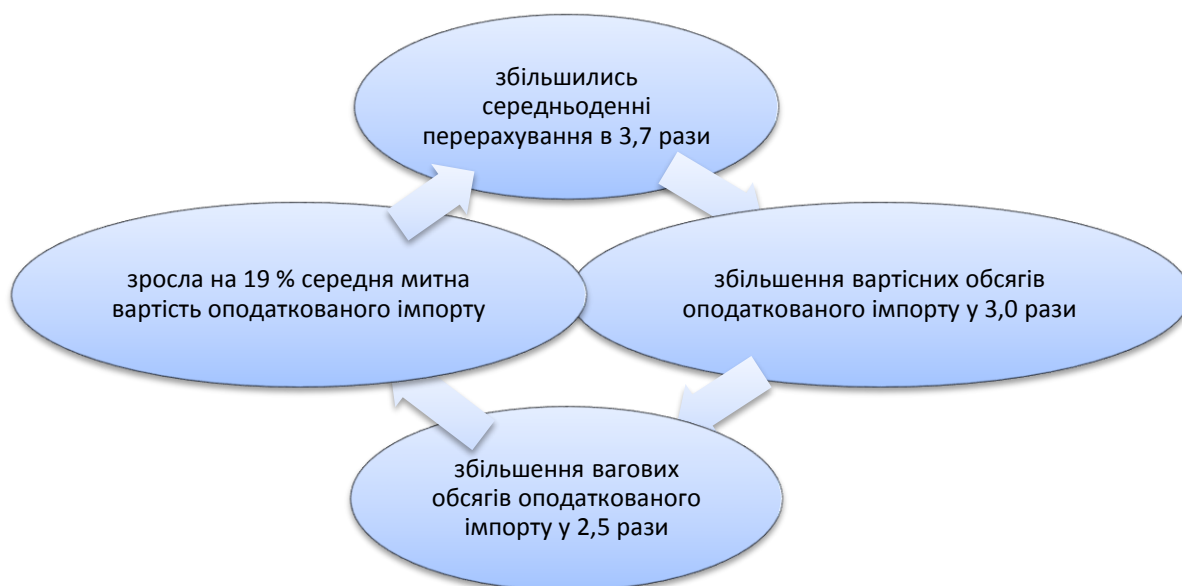 збільшились
середньоденні
перерахування в 3,7 рази
зросла на 19 % середня митна
вартість оподаткованого імпорту
збільшення вартісних обсягів
оподаткованого імпорту у 3,0 рази
збільшення вагових
обсягів оподаткованого
імпорту у 2,5 рази